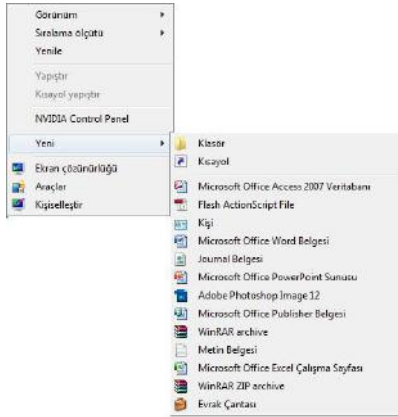 Görünüm
Sıralama ölçütü
Yenile
Yapıştır
Kısayol yapıştır
NVIDIA Control Panel
Yeni
Ekran çözünürlüğü
Araçlar
Kişiselleştir
Klasör
Kısayol
Microsoft Office Access 2007 Veritabanı
Flash ActionScript File
Kişi
Microsoft Office Word Belgesi
Journal Belgesi
Microsoft Office PowerPoint Sunusu
Adobe Photoshop Image 12
Microsoft Office Publisher Belgesi
WinRAR archive
Metin Belgesi
Microsoft Office Excel Çalışma Sayfası
WinRAR ZIP archive
Evrak Çantası